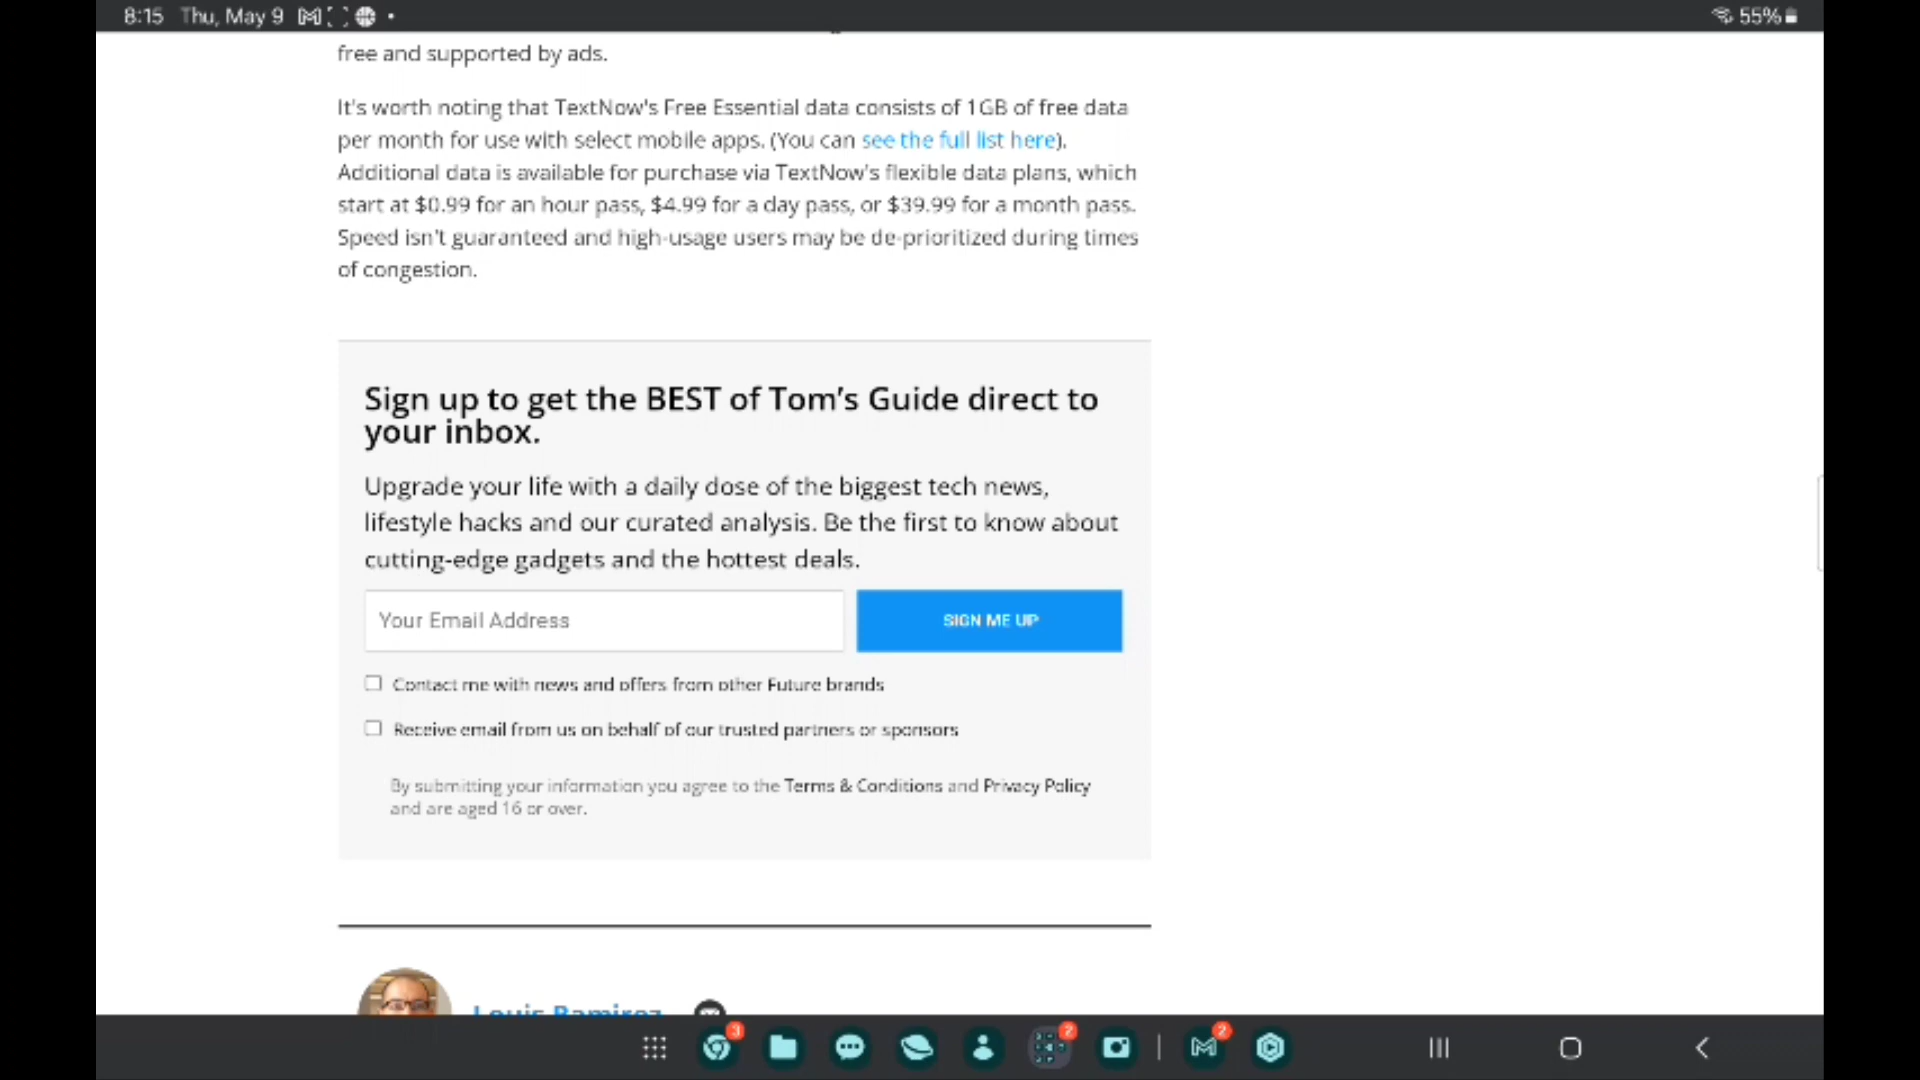 8:15 Thu, May 9
55%
free and supported by ads.
It's worth noting that TextNow's Free Essential data consists of 1GB of free data
per month for use with select mobile apps. (You can see the full list here).
Additional data is available for purchase via TextNow's flexible data plans, which
start at $0.99 for an hour pass, $4.99 for a day pass, or $39.99 for a month pass.
Speed isn't guaranteed and high-usage users may be de-prioritized during times
of congestion.
Sign up to get the BEST of Tom’s Guide direct to
your inbox.
Upgrade your life with a daily dose of the biggest tech news,
lifestyle hacks and our curated analysis. Be the first to know about
cutting-edge gadgets and the hottest deals.
Your Email Address
SIGN ME UP
Contact me with news and offers from other Future brands
Receive email from us on behalf of our trusted partners or sponsors
By submitting your information you agree to the Terms & Conditions and Privacy Policy
and are aged 16 or over.
Louis Ramirez
3
2
2